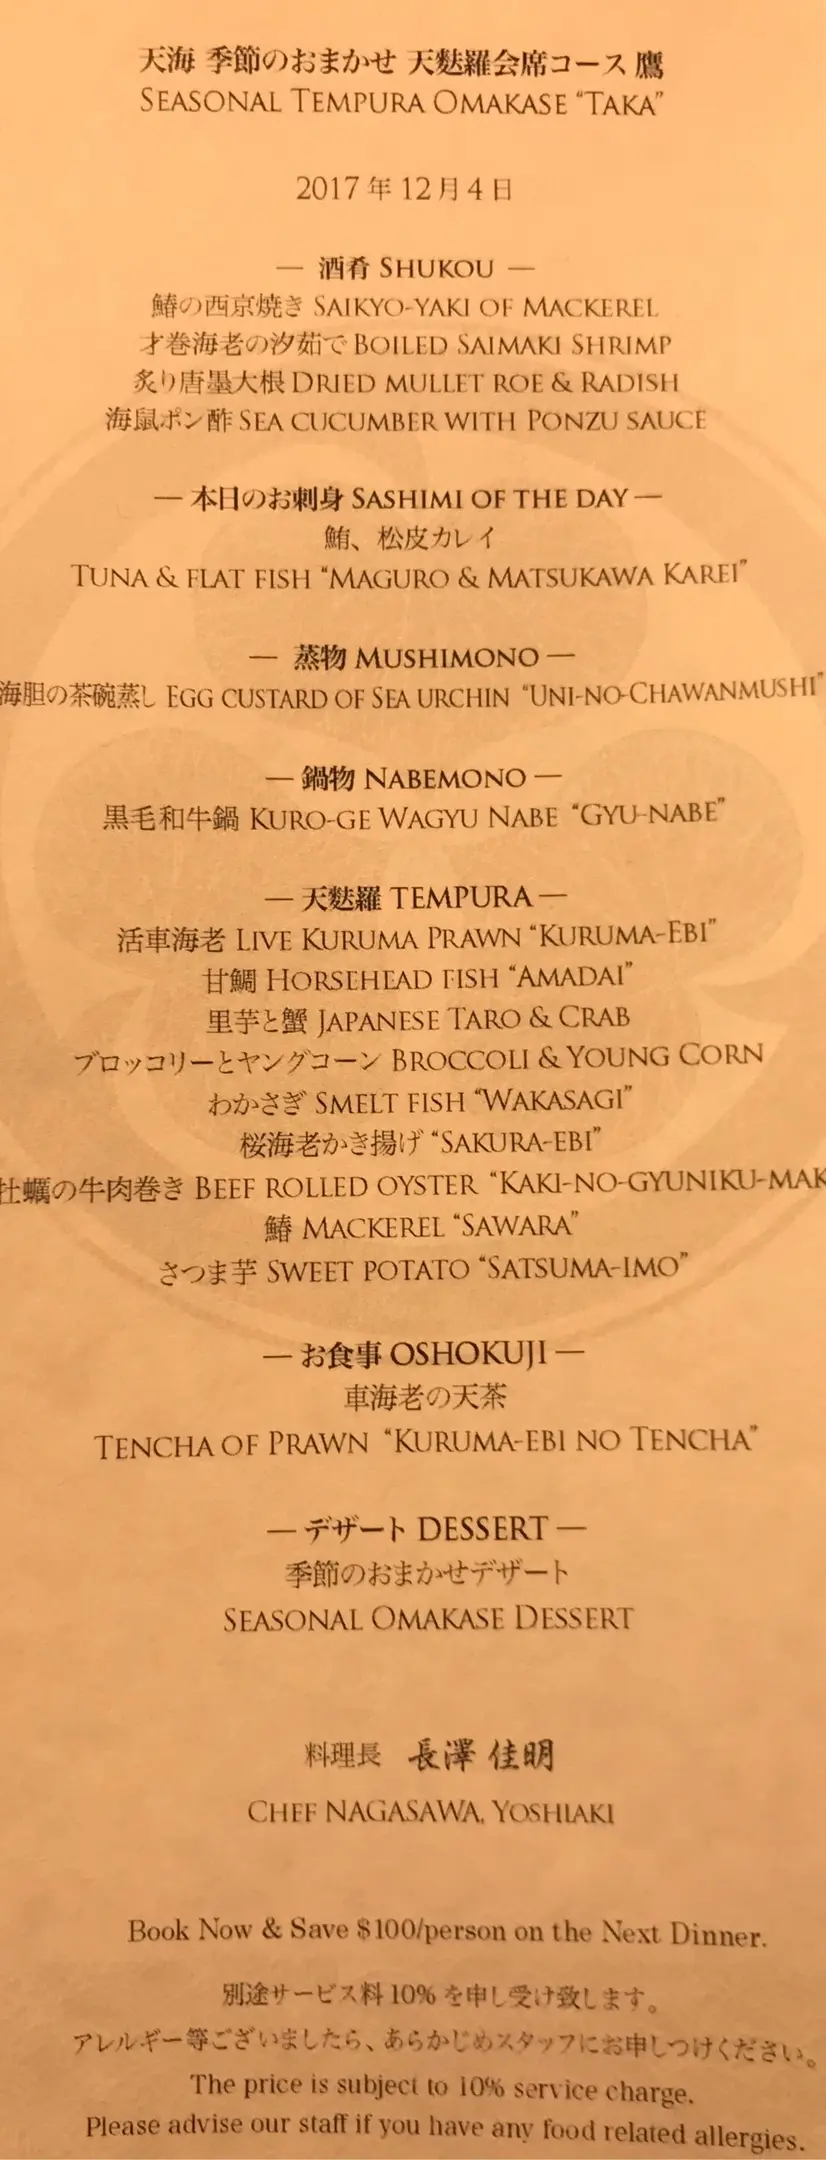 天海 季節のおまかせ 天麩羅会席コース 鷹
SEASONAL TEMPURA OMAKASE “TAKA”
2017年12月4日
— 酒肴 SHUKOU —
鰆の西京焼き SAIKYO-YAKI OF MACKEREL
才巻海老の汐茹で BOILED SAIMAKI SHRIMP
炙り唐墨大根 DRIED MULLET ROE & RADISH
海鼠ポン酢 SEA CUCUMBER WITH PONZU SAUCE
— 本日のお刺身 SASHIMI OF THE DAY —
鮪、松皮カレイ
TUNA & FLAT FISH “MAGURO & MATSUKAWA KAREI”
— 蒸物 MUSHIMONO —
海胆の茶碗蒸し EGG CUSTARD OF SEA URCHIN “UNI-NO-CHAWANMUSHI”
— 鍋物 NABEMONO —
黒毛和牛鍋 KURO-GE WAGYU NABE “GYU-NABE”
— 天麩羅 TEMPURA —
活車海老 LIVE KURUMA PRAWN “KURUMA-EBI”
甘鯛 HORSEHEAD FISH “AMADAI”
里芋と蟹 JAPANESE TARO & CRAB
ブロッコリーとヤングコーン BROCCOLI & YOUNG CORN
わかさぎ SMELT FISH “WAKASAGI”
桜海老かき揚げ “SAKURA-EBI”
牡蠣の牛肉巻き BEEF ROLLED OYSTER “KAKI-NO-GYUNIKU-MAK
鰆 MACKEREL “SAWARA”
さつま芋 SWEET POTATO “SATSUMA-IMO”
— お食事 OSHOKUJI —
車海老の天茶
TENCHA OF PRAWN “KURUMA-EBI NO TENCHA”
— デザート DESSERT —
季節のおまかせデザート
SEASONAL OMAKASE DESSERT
料理長 長澤 佳明
CHEF NAGASAWA, YOSHIAKI
Book Now & Save $100/person on the Next Dinner.
別途サービス料10%を申し受け致します。
アレルギー等ございましたら、あらかじめスタッフにお申しつけください。
The price is subject to 10% service charge.
Please advise our staff if you have any food related allergies.